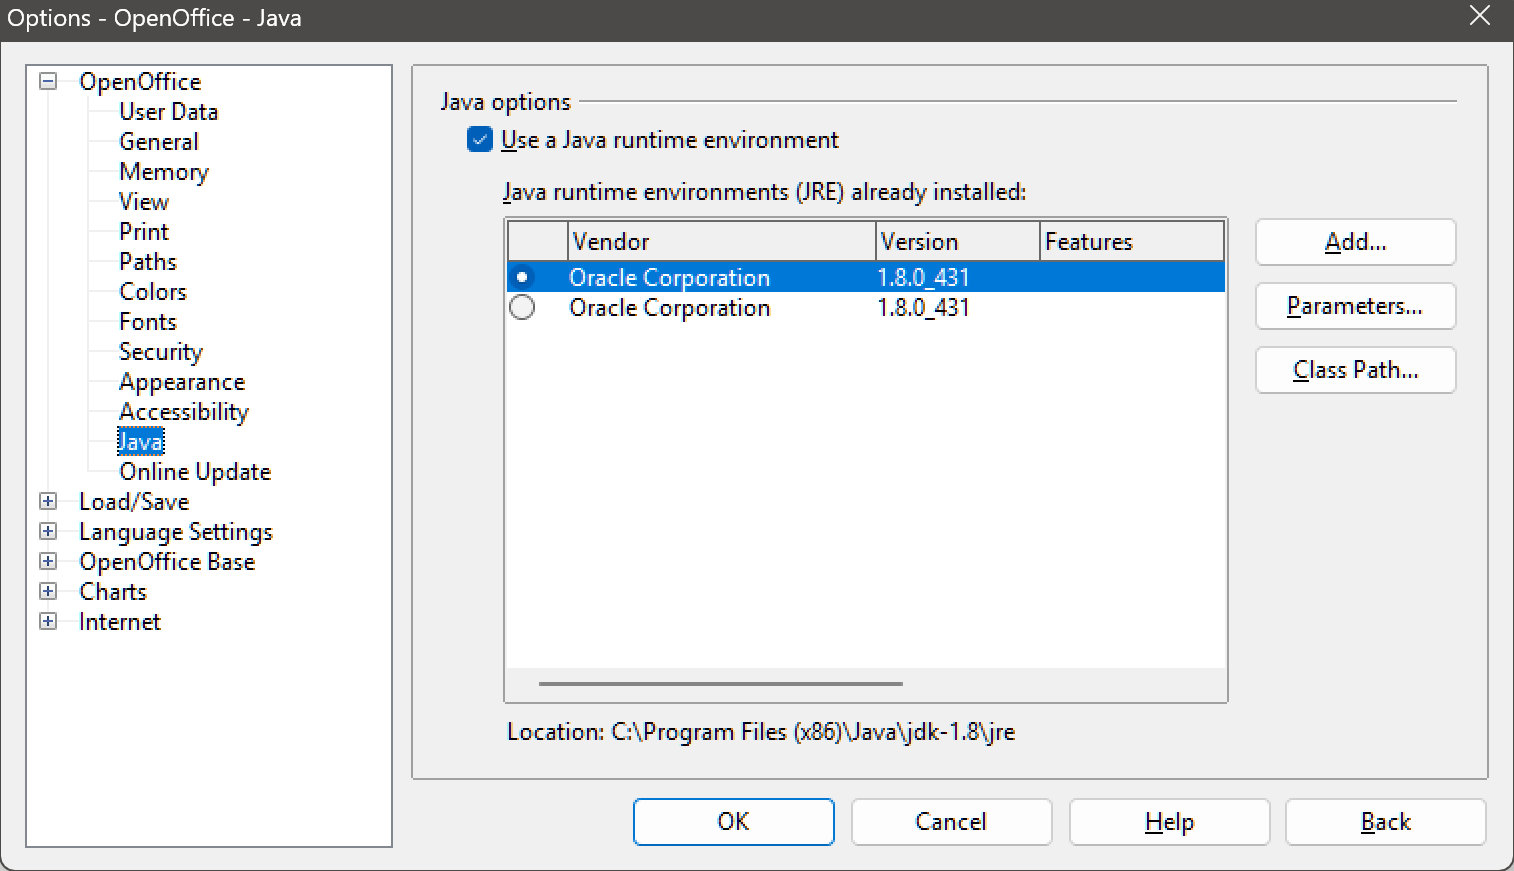 Options - OpenOffice - Java
OpenOffice
User Data
General
Memory
View
Print
Paths
Colors
Fonts
Security
Appearance
Accessibility
Java
Online Update
Load/Save
Language Settings
OpenOffice Base
Charts
Internet
Java options
Use a Java runtime environment
Java runtime environments (JRE) already installed:
Vendor Version Features
Oracle Corporation 1.8.0_431
Oracle Corporation 1.8.0_431
Add...
Parameters...
Class Path...
Location: C:\Program Files (x86)\Java\jdk-1.8\jre
OK Cancel Help Back